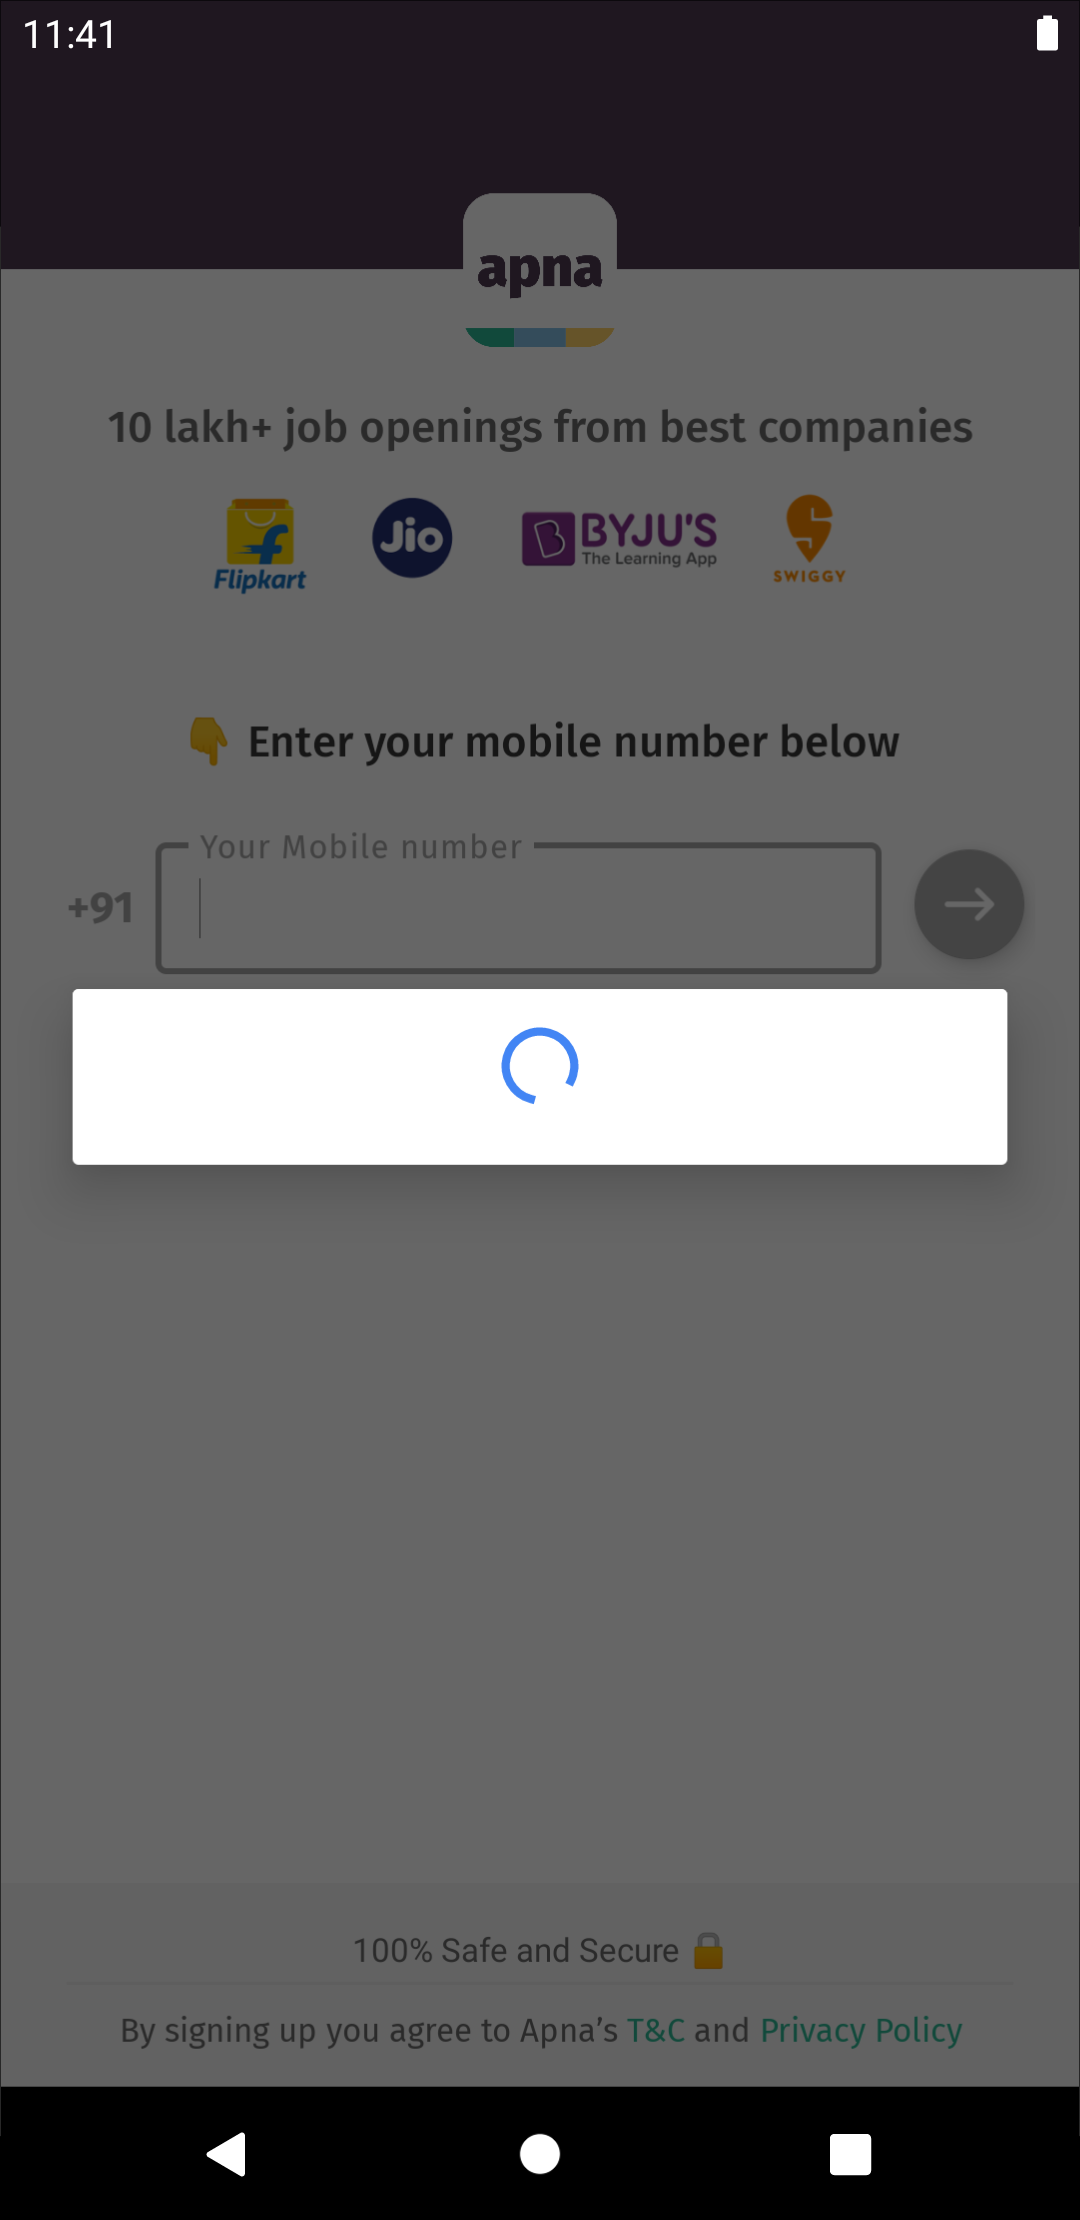 11:41
apna
10 lakh+ job openings from best companies
Flipkart
Jio
BYJU'S
The Learning App
SWIGGY
👇 Enter your mobile number below
Your Mobile number
+91
100% Safe and Secure 🔒
By signing up you agree to Apna’s T&C and Privacy Policy